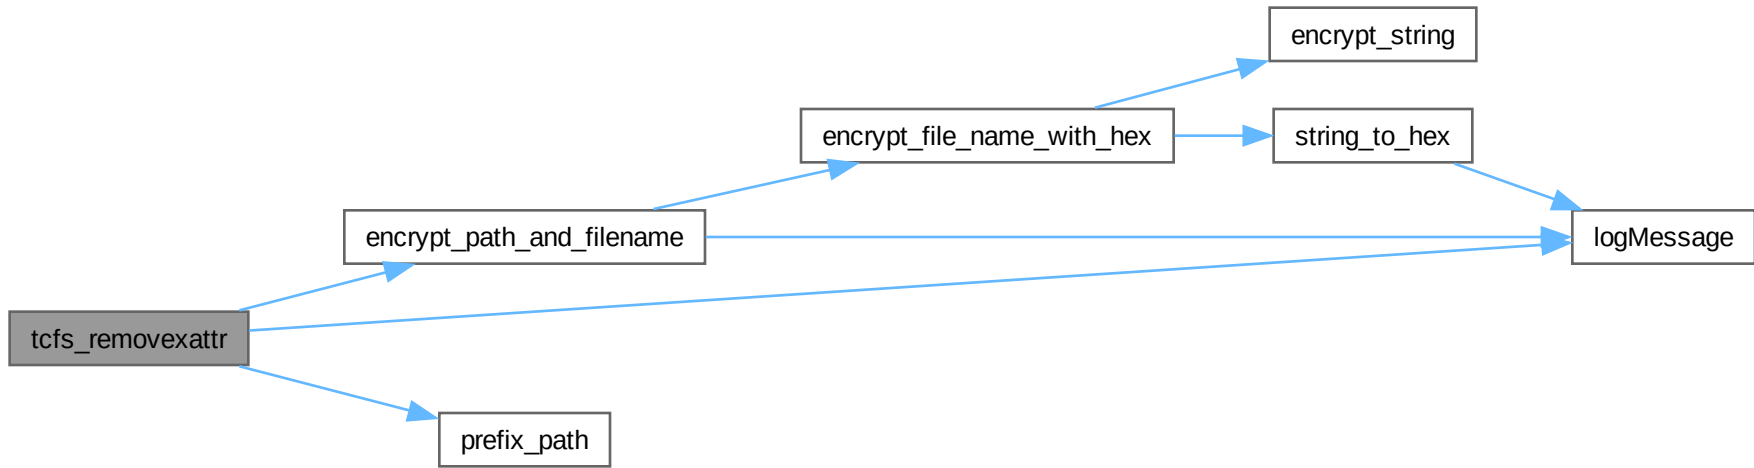 encrypt_string
encrypt_file_name_with_hex
string_to_hex
encrypt_path_and_filename
logMessage
tcfs_removexattr
prefix_path